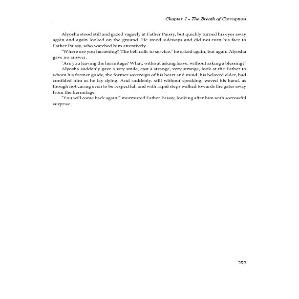 Chapter 1 - The Breath of Corruption
Alyosha stood still and gazed vaguely at Father Païssy, but quickly turned his eyes away
again and again looked on the ground. He stood sideways and did not turn his face to
Father Païssy, who watched him attentively.
"Where are you hastening? The bell calls to service," he asked again, but Alyosha
gave no answer.
"Are you leaving the hermitage? What, without asking leave, without asking a blessing?"
Alyosha suddenly gave a wry smile, cast a strange, very strange, look at the Father to
whom his former guide, the former sovereign of his heart and mind, his beloved elder, had
confided him as he lay dying. And suddenly, still without speaking, waved his hand, as
though not caring even to be respectful, and with rapid steps walked towards the gates away
from the hermitage.
"You will come back again!" murmured Father Païssy, looking after him with sorrowful
surprise.